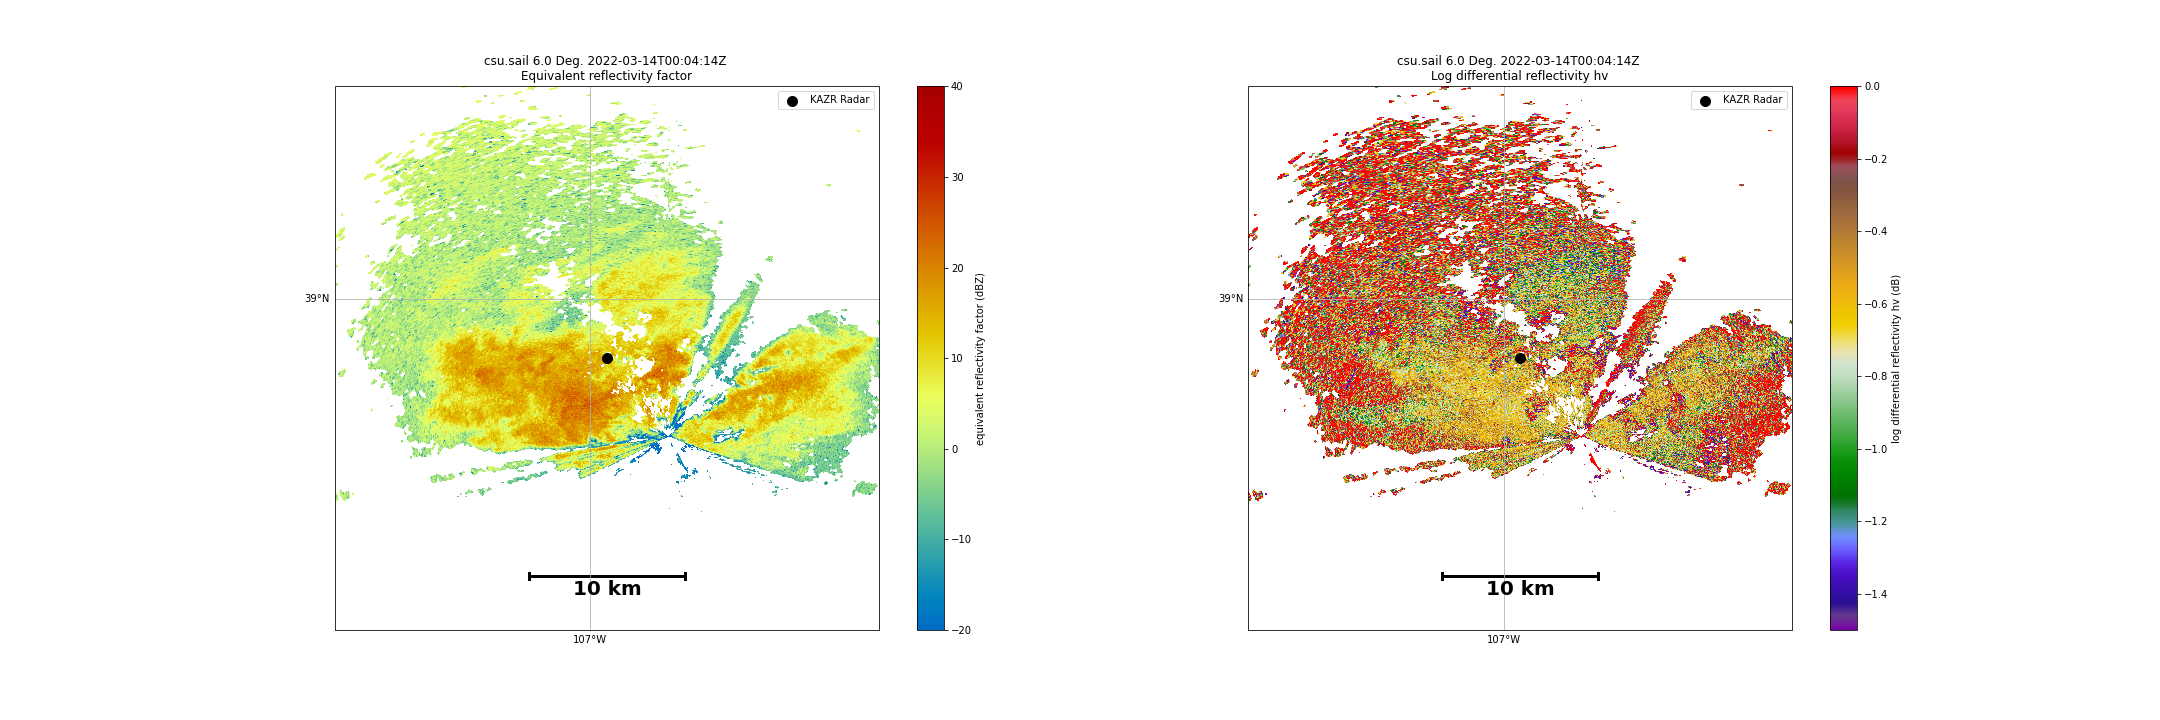 csu.sail 6.0 Deg. 2022-03-14T00:04:14Z
Equivalent reflectivity factor
KAZR Radar
39°N
107°W
10 km
40
30
20
10
0
−10
−20
equivalent reflectivity factor (dBZ)
csu.sail 6.0 Deg. 2022-03-14T00:04:14Z
Log differential reflectivity hv
KAZR Radar
39°N
107°W
10 km
0.0
−0.2
−0.4
−0.6
−0.8
−1.0
−1.2
−1.4
log differential reflectivity hv (dB)